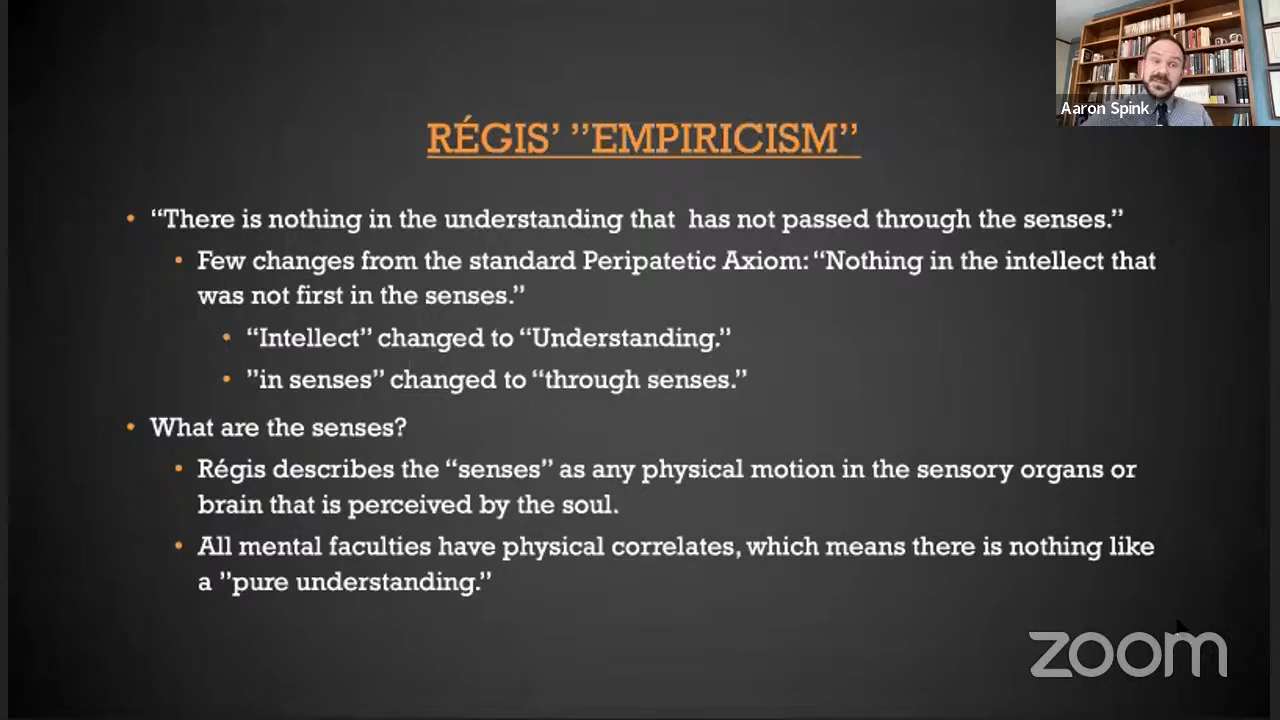 Aaron Spink
RÉGIS’ ”EMPIRICISM”
“There is nothing in the understanding that has not passed through the senses.”
Few changes from the standard Peripatetic Axiom: “Nothing in the intellect that
was not first in the senses.”
“Intellect” changed to “Understanding.”
”in senses” changed to “through senses.”
What are the senses?
Régis describes the “senses” as any physical motion in the sensory organs or
brain that is perceived by the soul.
All mental faculties have physical correlates, which means there is nothing like
a ”pure understanding.”
zoom